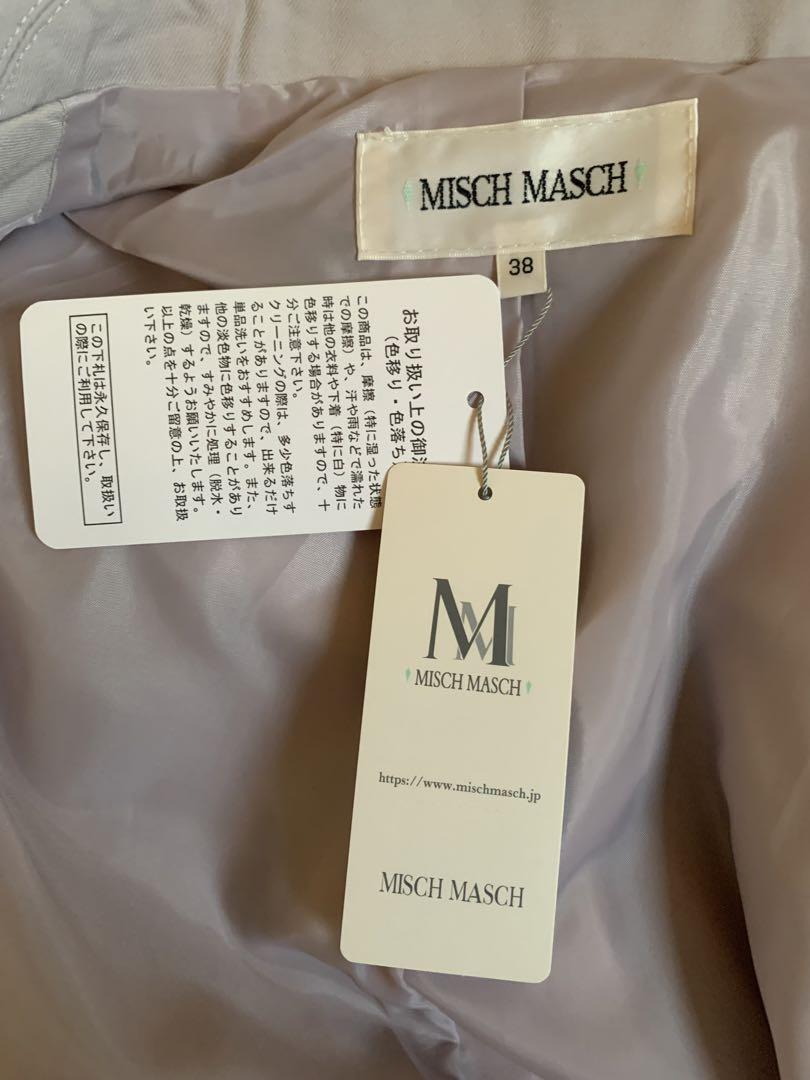 MISCH MASCH
38
お取り扱い上の御
(色移り・色落ち
この商品は、摩擦（特に湿った状態
での摩擦）や、汗や雨などで濡れた
時は他の衣料や下着（特に白）物に
色移りする場合がありますので、十
分ご注意下さい。
クリーニングの際は、多少色落ちす
ることがありますので、出来るだけ
単品洗いをおすすめします。また、
他の淡色物に色移りすることがあり
ますので、すみやかに処理（脱水・
乾燥）するようお願いいたします。
以上の点を十分ご留意の上、お取扱
い下さい。
この下札は永久保存し、取扱い
の際にご利用して下さい。
MISCH MASCH
https://www.mischmasch.jp
MISCH MASCH